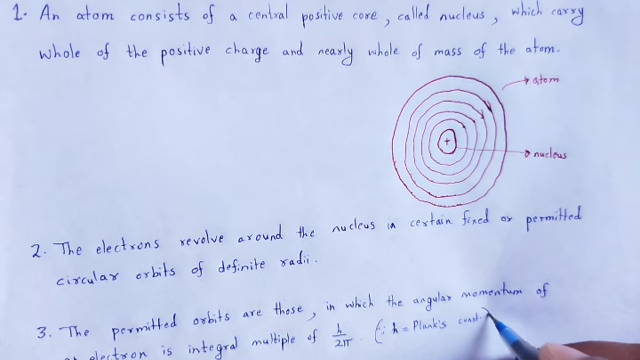 1. An atom consists of a central positive core, called nucleus, which carry
whole of the positive charge and nearly whole of mass of the atom.
atom
+
nucleus
2. The electrons revolve around the nucleus in certain fixed or permitted
circular orbits of definite radii.
3. The permitted orbits are those, in which the angular momentum of
electron is integral multiple of h/2π. (∵ h = Plank's const.